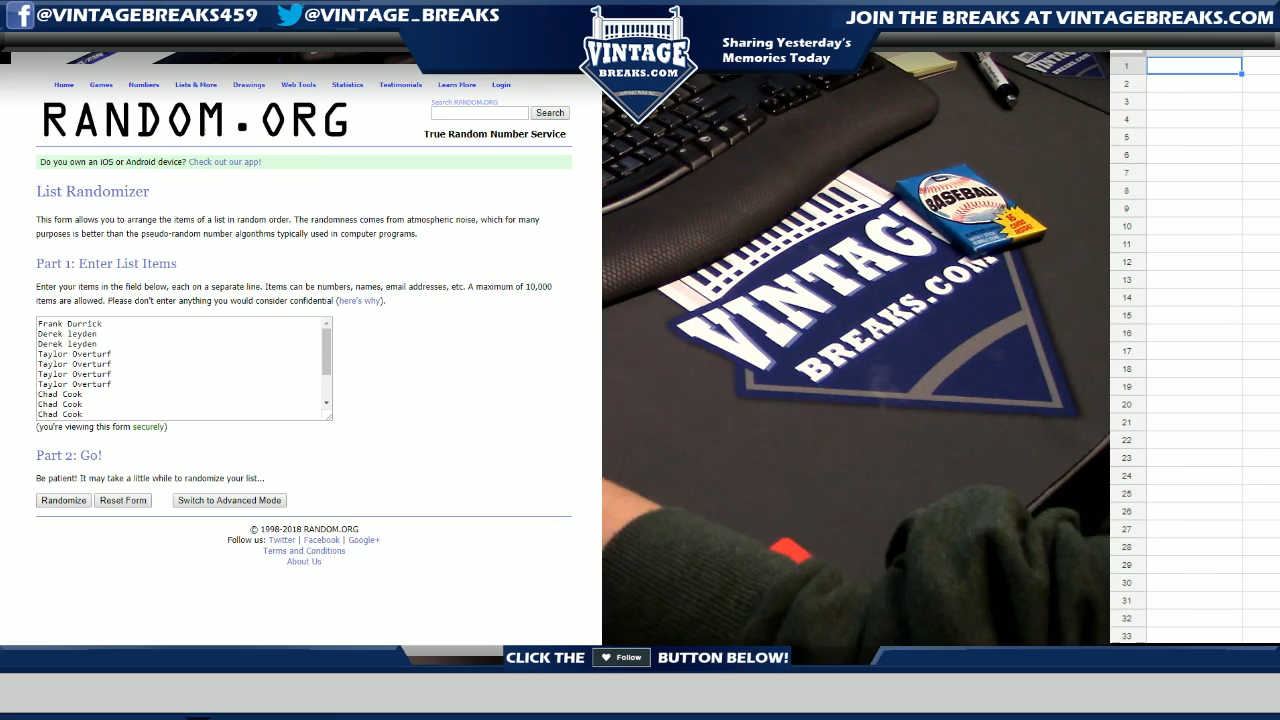 @VINTAGEBREAKS459 @VINTAGE_BREAKS
VINTAGE
BREAKS.COM
Sharing Yesterday's
Memories Today
JOIN THE BREAKS AT VINTAGEBREAKS.COM
Home Games Numbers Lists & More Drawings Web Tools Statistics Testimonials Learn More Login
RANDOM.ORG
Search RANDOM.ORG
Search
True Random Number Service
Do you own an iOS or Android device? Check out our app!
List Randomizer
This form allows you to arrange the items of a list in random order. The randomness comes from atmospheric noise, which for many
purposes is better than the pseudo-random number algorithms typically used in computer programs.
Part 1: Enter List Items
Enter your items in the field below, each on a separate line. Items can be numbers, names, email addresses, etc. A maximum of 10,000
items are allowed. Please don't enter anything you would consider confidential (here's why).
Frank Durrick
Derek leyden
Derek leyden
Taylor Overturf
Taylor Overturf
Taylor Overturf
Taylor Overturf
Chad Cook
Chad Cook
Chad Cook
(you're viewing this form securely)
Part 2: Go!
Be patient! It may take a little while to randomize your list...
Randomize Reset Form Switch to Advanced Mode
© 1998-2018 RANDOM.ORG
Follow us: Twitter | Facebook | Google+
Terms and Conditions
About Us
BASEBALL
VINTAGE
BREAKS.COM
1
2
3
4
5
6
7
8
9
10
11
12
13
14
15
16
17
18
19
20
21
22
23
24
25
26
27
28
29
30
31
32
33
CLICK THE Follow BUTTON BELOW!